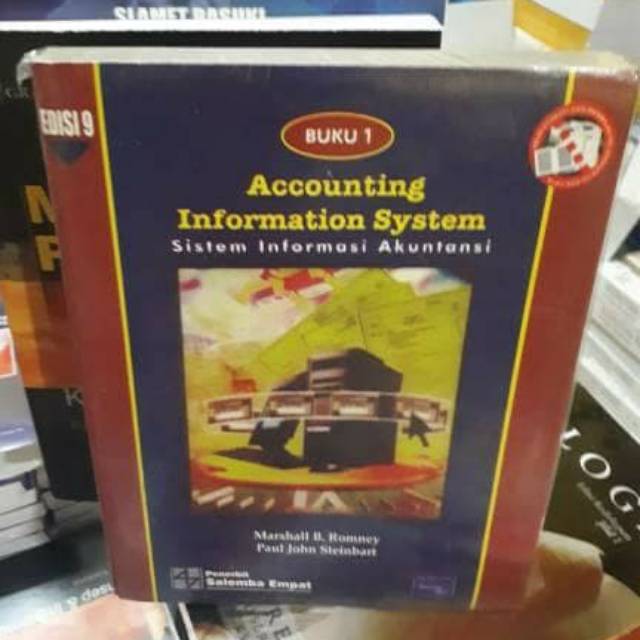 SLAMET BASUKI
EDISI 9
BUKU 1
Accounting
Information System
Sistem Informasi Akuntansi
Marshall B. Romney
Paul John Steinbart
Penerbit
Salemba Empat
LOG